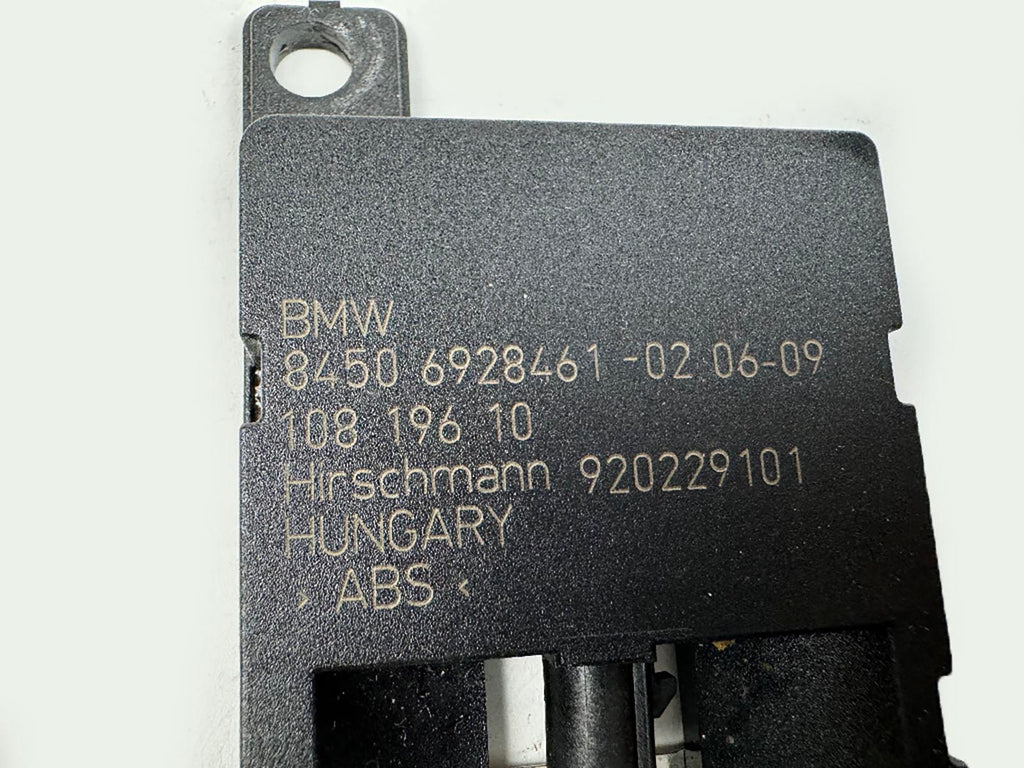 BMW
8450 6928461 -02 06-09
108 196 10
Hirschmann 920229101
HUNGARY
> ABS <